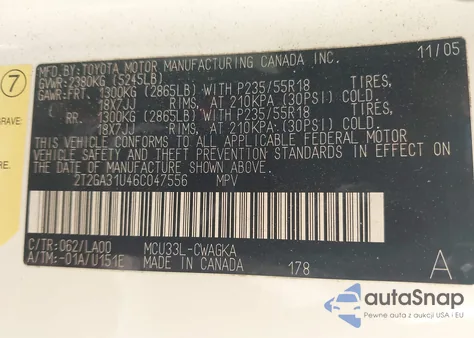 7
GRAVE:
MFD.BY:TOYOTA MOTOR MANUFACTURING CANADA INC. 11/05
GVWR:2380KG (5245LB)
GAWR:FRT. 1300KG (2865LB) WITH P235/55R18 TIRES,
18X7JJ RIMS, AT 210KPA (30PSI) COLD.
RR. 1300KG (2865LB) WITH P235/55R18 TIRES,
18X7JJ RIMS, AT 210KPA (30PSI) COLD.
THIS VEHICLE CONFORMS TO ALL APPLICABLE FEDERAL MOTOR
VEHICLE SAFETY AND THEFT PREVENTION STANDARDS IN EFFECT ON
THE DATE OF MANUFACTURE SHOWN ABOVE.
2T2GA31U46C047556 MPV
C/TR:062/LA00 MCU33L-CWAGKA
A/TM:-01A/U151E MADE IN CANADA 178 A
autoSnap
Pewne auta z aukcji USA i EU